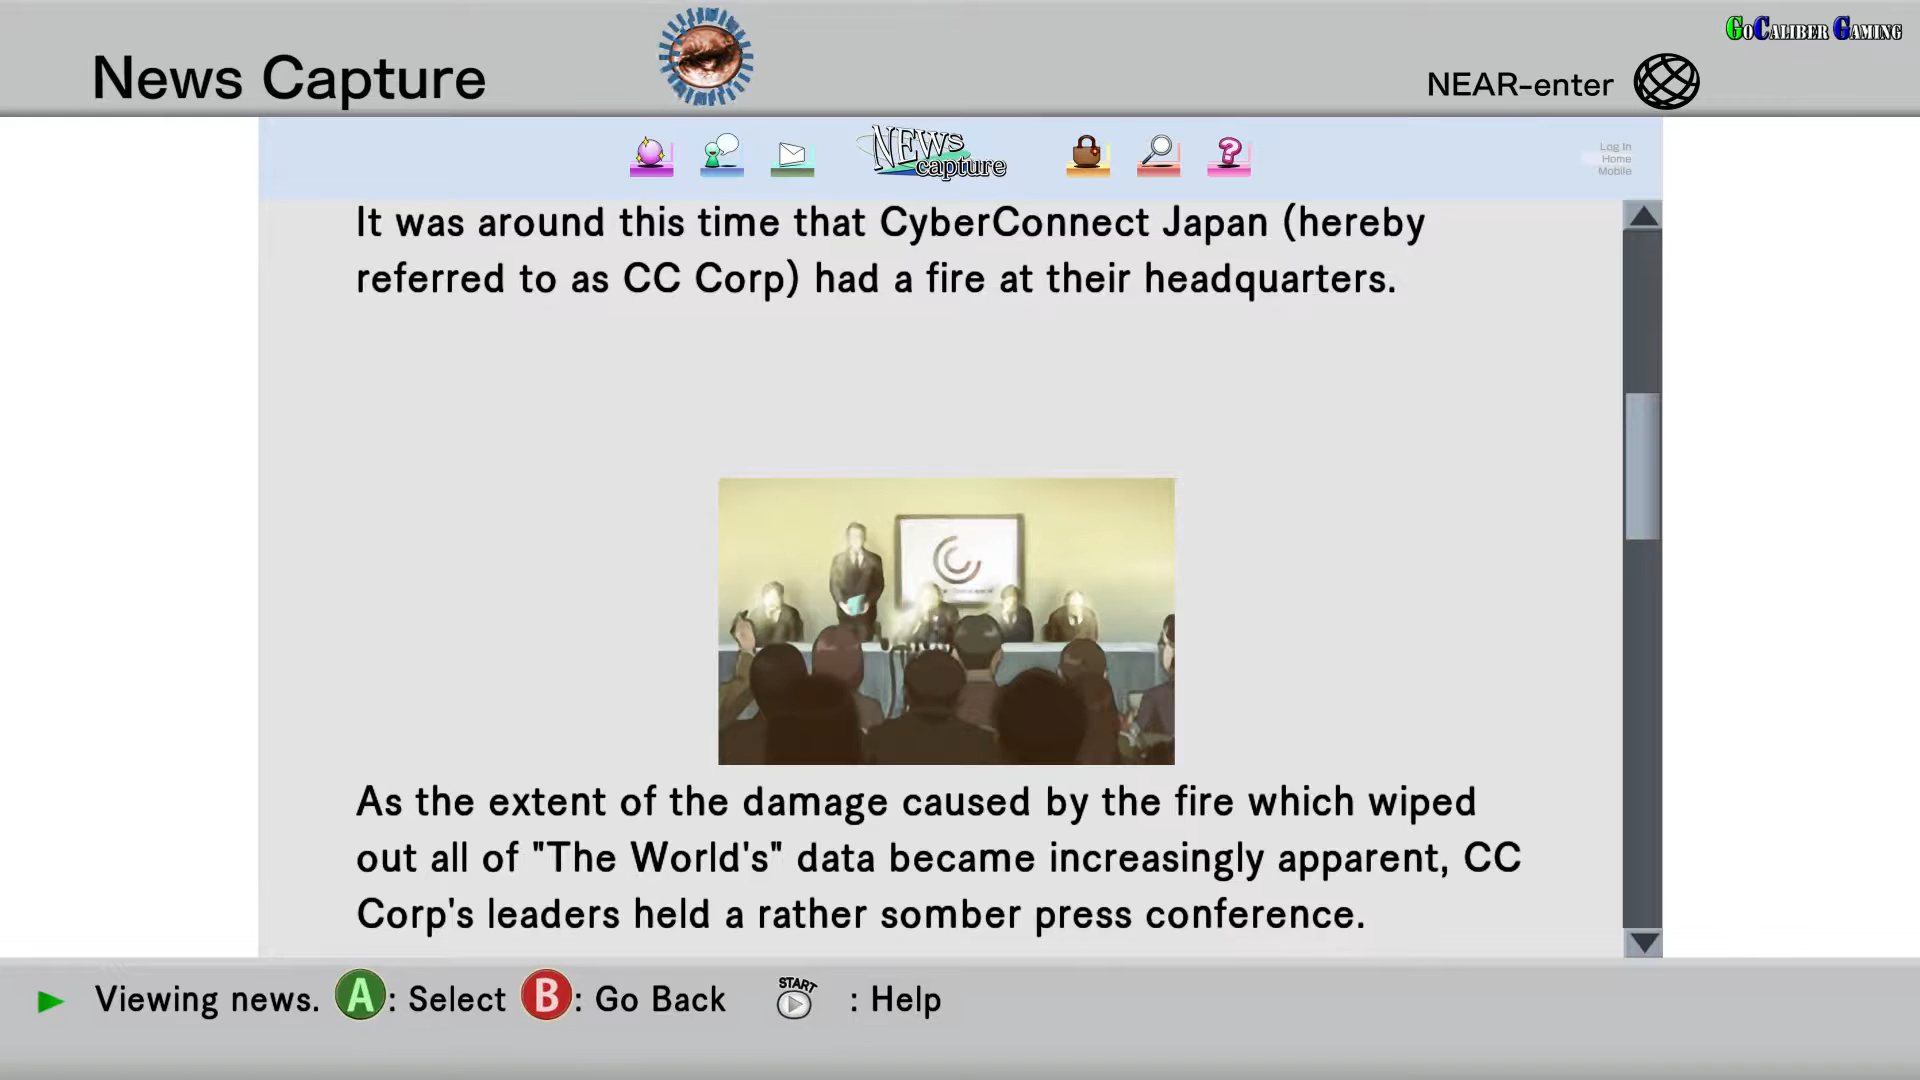 GoCaliber Gaming
News Capture
NEAR-enter
NEWS
capture
Log In
Home
Mobile
It was around this time that CyberConnect Japan (hereby
referred to as CC Corp) had a fire at their headquarters.
As the extent of the damage caused by the fire which wiped
out all of "The World's" data became increasingly apparent, CC
Corp's leaders held a rather somber press conference.
Viewing news. A: Select B: Go Back START : Help